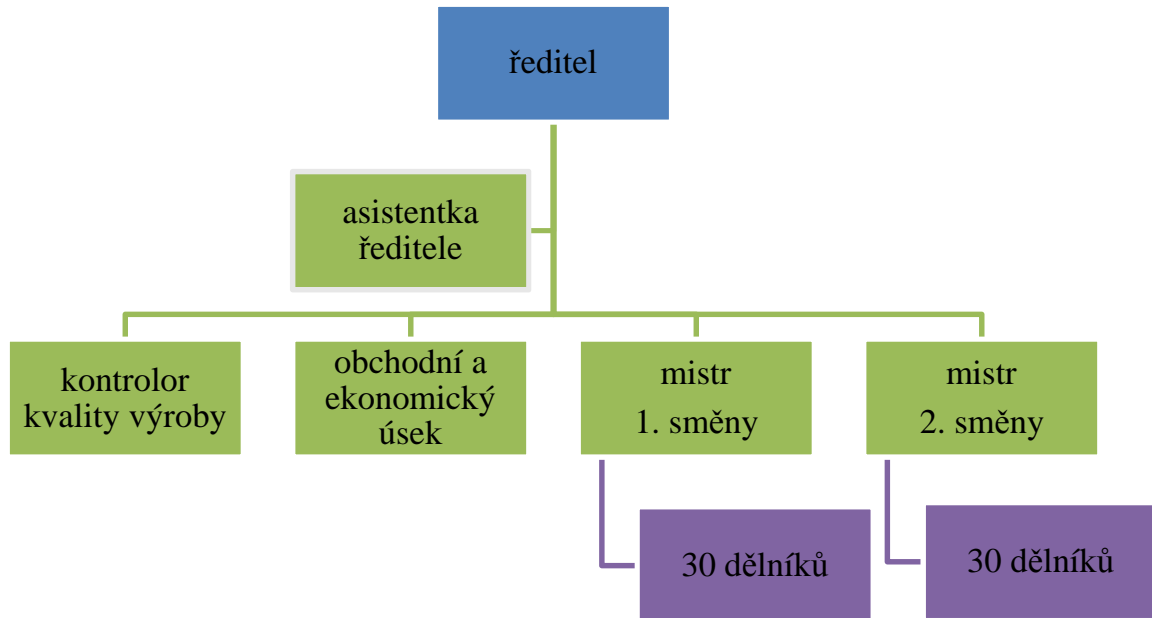 ředitel
asistentka
ředitele
kontrolor
kvality výroby
obchodní a
ekonomický
úsek
mistr
1. směny
mistr
2. směny
30 dělníků
30 dělníků